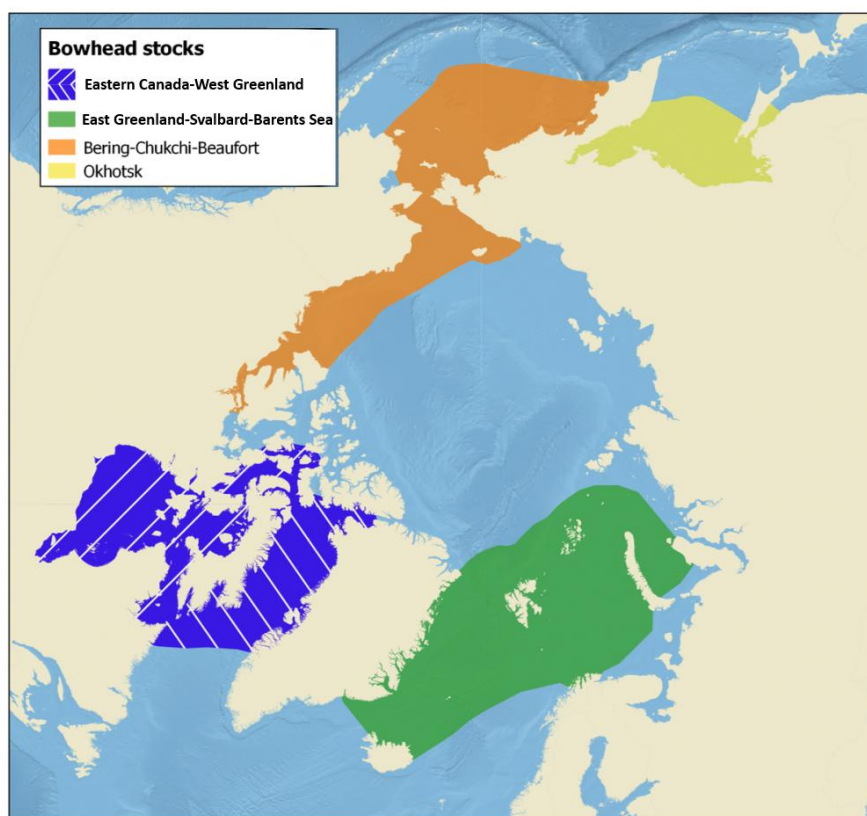 Bowhead stocks
Eastern Canada-West Greenland
East Greenland-Svalbard-Barents Sea
Bering-Chukchi-Beaufort
Okhotsk